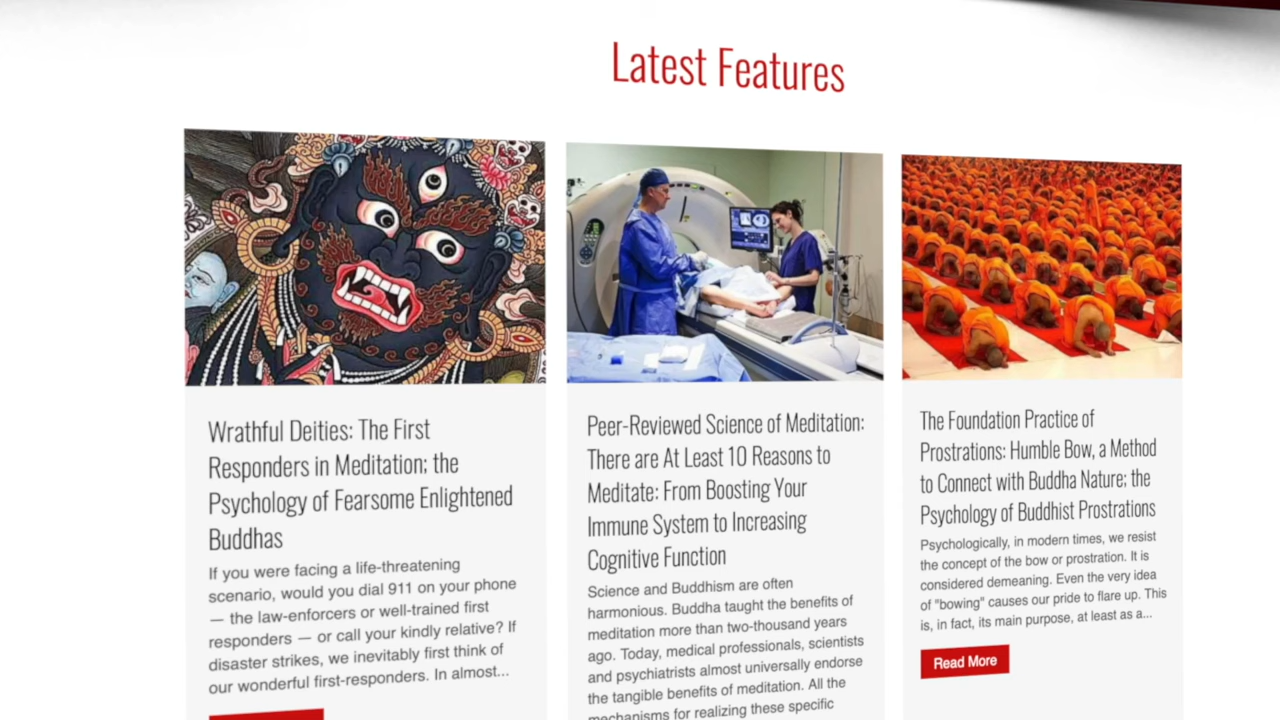 Latest Features
Wrathful Deities: The First
Responders in Meditation; the
Psychology of Fearsome Enlightened
Buddhas
If you were facing a life-threatening
scenario, would you dial 911 on your phone
— the law-enforcers or well-trained first
responders — or call your kindly relative? If
disaster strikes, we inevitably first think of
our wonderful first-responders. In almost...
Peer-Reviewed Science of Meditation:
There are At Least 10 Reasons to
Meditate: From Boosting Your
Immune System to Increasing
Cognitive Function
Science and Buddhism are often
harmonious. Buddha taught the benefits of
meditation more than two-thousand years
ago. Today, medical professionals, scientists
and psychiatrists almost universally endorse
the tangible benefits of meditation. All the
mechanisms for realizing these specific
The Foundation Practice of
Prostrations: Humble Bow, a Method
to Connect with Buddha Nature; the
Psychology of Buddhist Prostrations
Psychologically, in modern times, we resist
the concept of the bow or prostration. It is
considered demeaning. Even the very idea
of "bowing" causes our pride to flare up. This
is, in fact, its main purpose, at least as a...
Read More